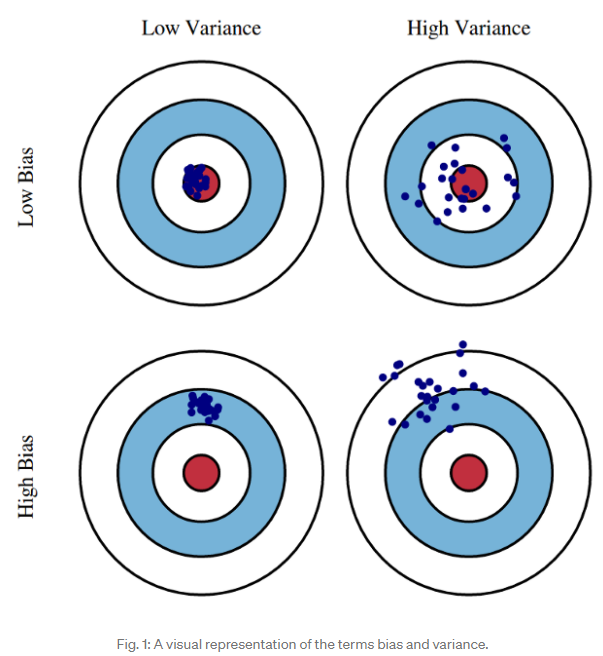 Low Variance
High Variance
Low Bias
High Bias
Fig. 1: A visual representation of the terms bias and variance.